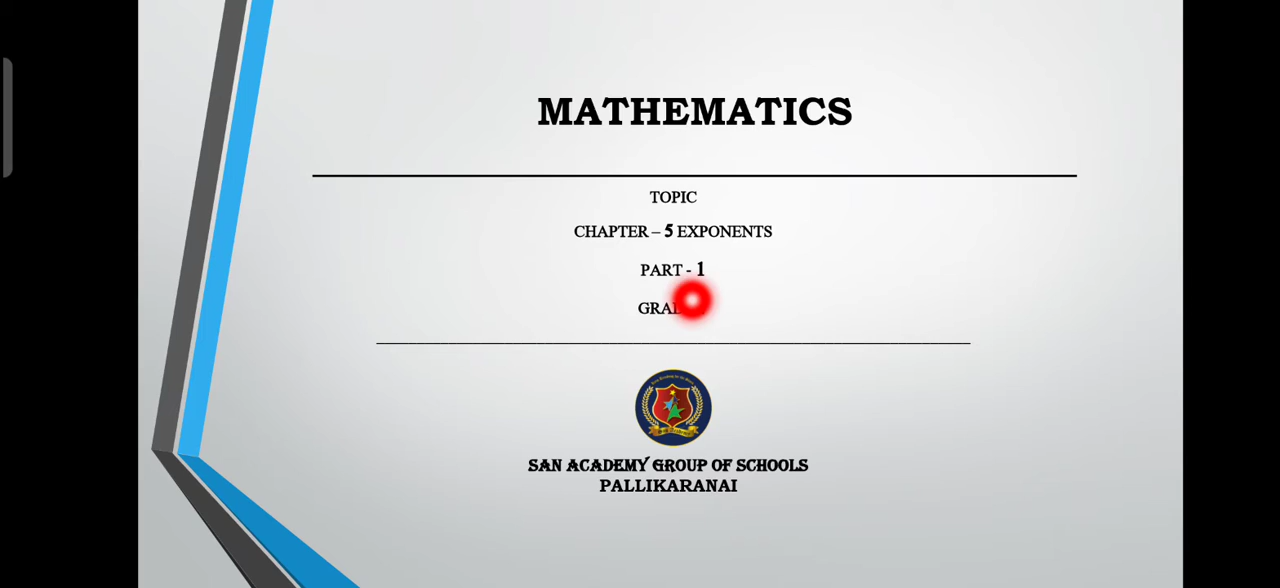 MATHEMATICS
TOPIC
CHAPTER – 5 EXPONENTS
PART - 1
SAN ACADEMY GROUP OF SCHOOLS
PALLIKARANAI